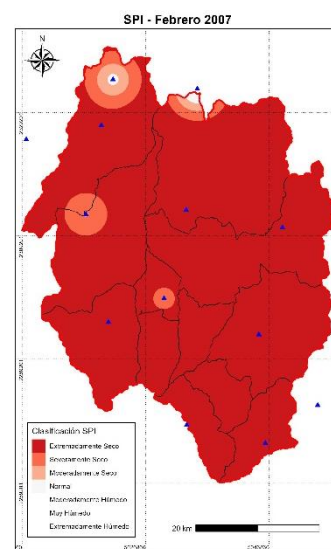 SPI - Febrero 2007
N
Clasificación SPI
Extremadamente Seco
Severamente Seco
Moderadamente Seco
Normal
Moderadamente Húmedo
Muy Húmedo
Extremadamente Húmedo
20 km